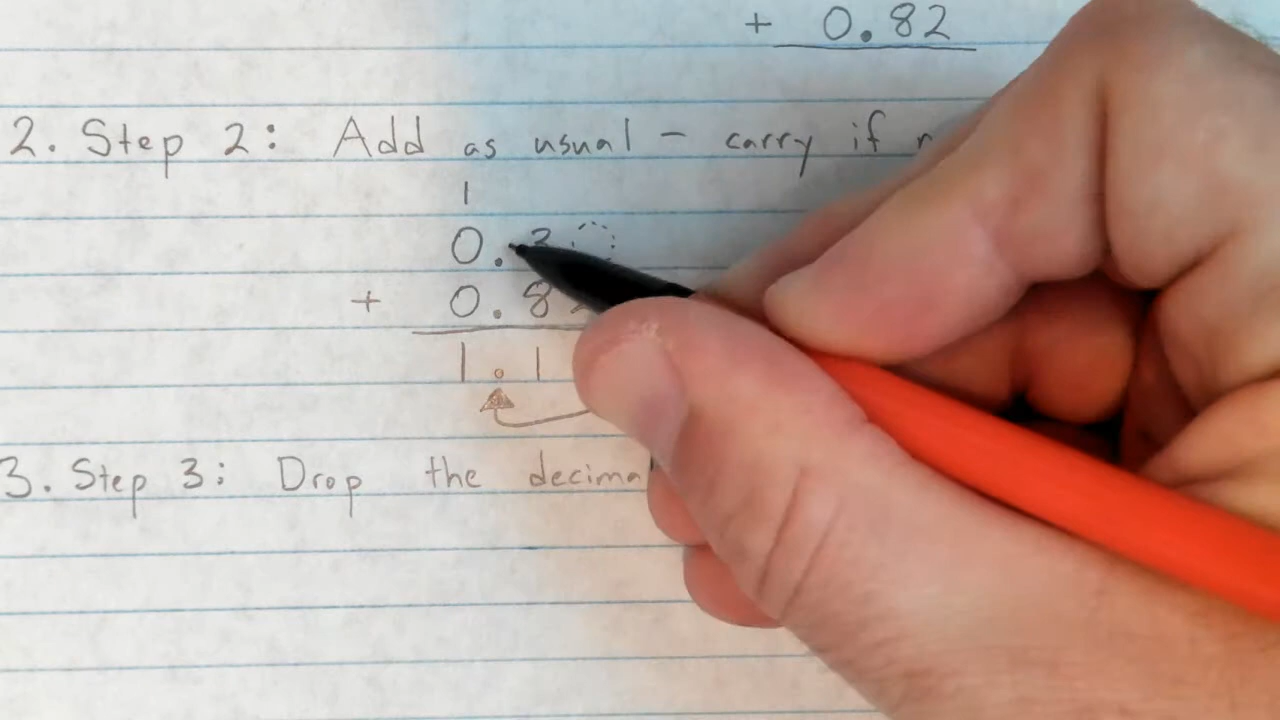 + 0.82
2. Step 2: Add as usual - carry if
1
0.3
+ 0.8
1.1
3. Step 3: Drop the